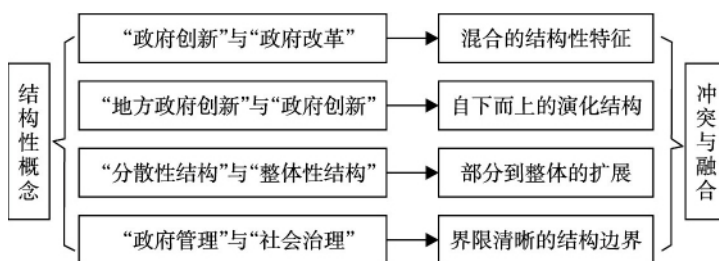 结构性概念
“政府创新”与“政府改革”
混合的结构性特征
“地方政府创新”与“政府创新”
自下而上的演化结构
“分散性结构”与“整体性结构”
部分到整体的扩展
“政府管理”与“社会治理”
界限清晰的结构边界
冲突与融合